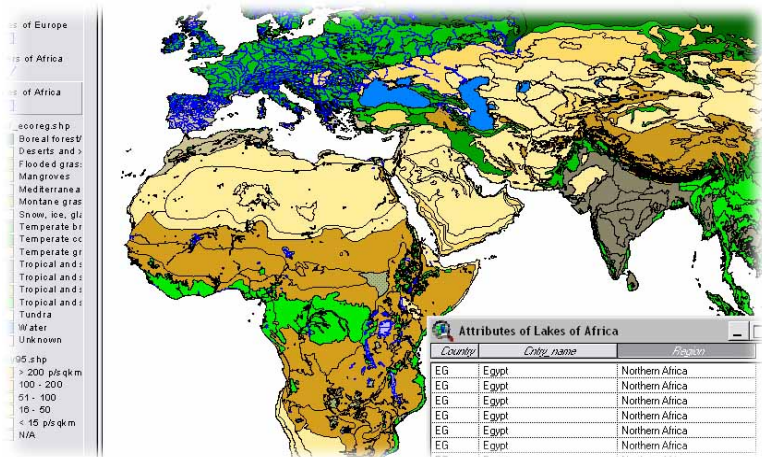 of Europe
of Africa
s of Africa
ecoreg.shp
Boreal forest/
Deserts and
Flooded gras
Mangroves
Mediterranea
Montane gras
Snow, ice, gla
Temperate br
Temperate co
Temperate gr
Tropical and
Tropical and
Tropical and
Tropical and
Tundra
Water
Unknown
95.shp
> 200 p/sqkm
100 - 200
51 - 100
16 - 50
< 15 p/sqkm
N/A
Attributes of Lakes of Africa
Country Cntry_name Region
EG Egypt Northern Africa
EG Egypt Northern Africa
EG Egypt Northern Africa
EG Egypt Northern Africa
EG Egypt Northern Africa
EG Egypt Northern Africa